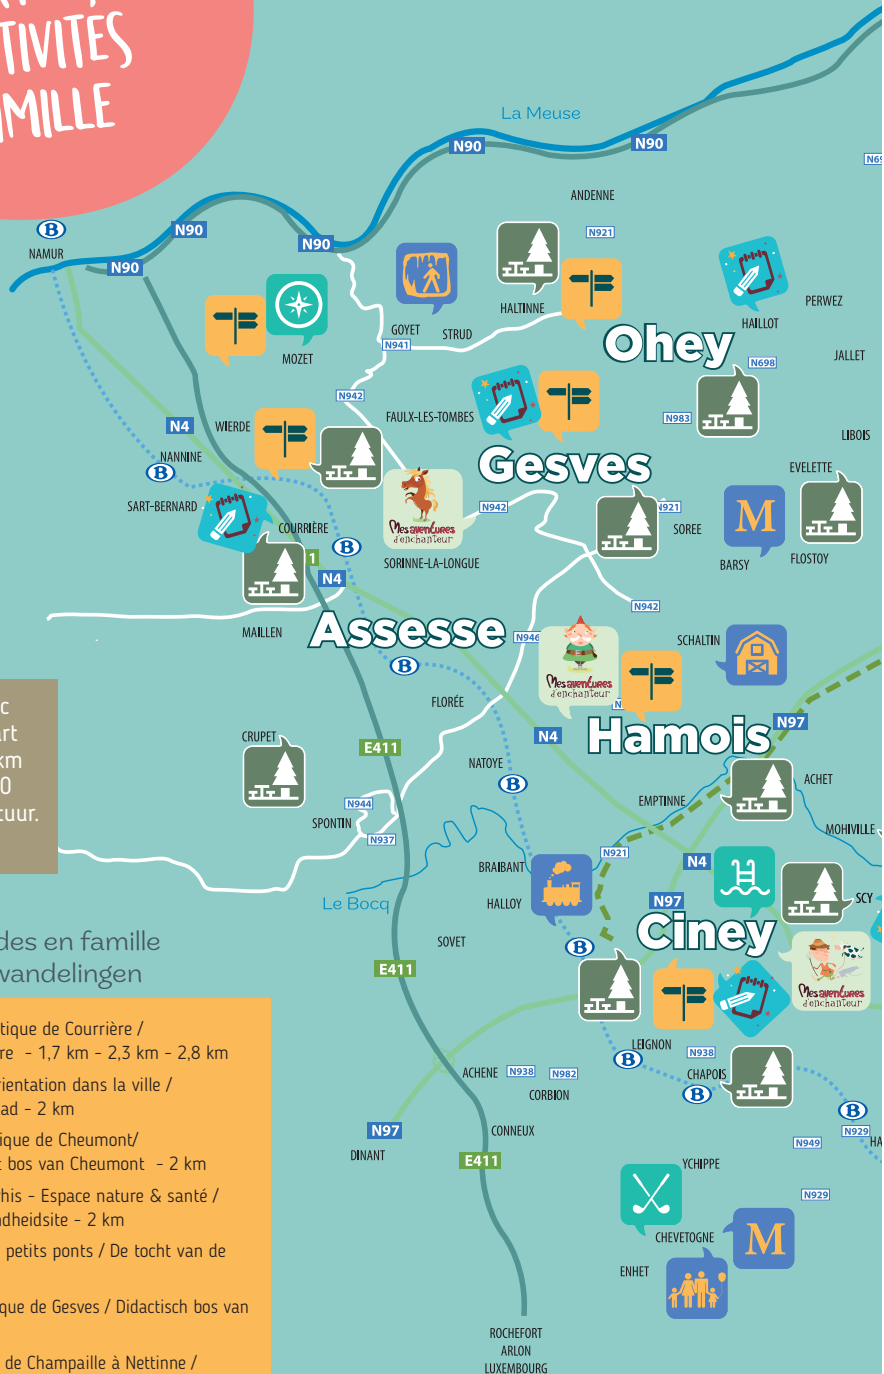 TIVITÉS
MILLE
La Meuse
N90
N90
ANDENNE
N921
B
NAMUR
N90
N90
N90
HALTINNE
GOYET
STRUD
N941
MOZET
HAILLOT
PERWEZ
Ohey
N698
JALLET
N942
FAULX-LES-TOMBES
N983
LIBOIS
N4
WIERDE
NANNINE
B
Gesves
EVELETTE
SART-BERNARD
COURRIÈRE
Mes aventures
d'enchanteur
N942
N921
SOREE
M
BARSY
FLOSTOY
B
SORINNE-LA-LONGUE
1
N4
N942
MAILLEN
Assesse
N946
SCHALTIN
B
Mes aventures
d'enchanteur
FLORÉE
N4
Hamois
N97
CRUPET
E411
NATOYE
B
ACHET
EMPTINNE
N944
SPONTIN
N937
MOHIVILLE
N921
BRAIBANT
N4
HALLOY
N97
SCY
Le Bocq
Ciney
SOVET
B
E411
Mes aventures
d'enchanteur
LEIGNON
B
N938
CHAPOIS
B
ACHENE
N938
N982
CORBION
B
N929
N97
DINANT
CONNEUX
N949
HA
E411
YCHIPPE
N929
CHEVETOGNE
M
ENHET
ROCHEFORT
ARLON
LUXEMBOURG
c
art
km
0
tuur.
des en famille
wandelingen
tique de Courrière /
re - 1,7 km - 2,3 km - 2,8 km
rientation dans la ville /
ad - 2 km
ique de Cheumont/
t bos van Cheumont - 2 km
his - Espace nature & santé /
ndheidsite - 2 km
petits ponts / De tocht van de
que de Gesves / Didactisch bos van
de Champaille à Nettinne /